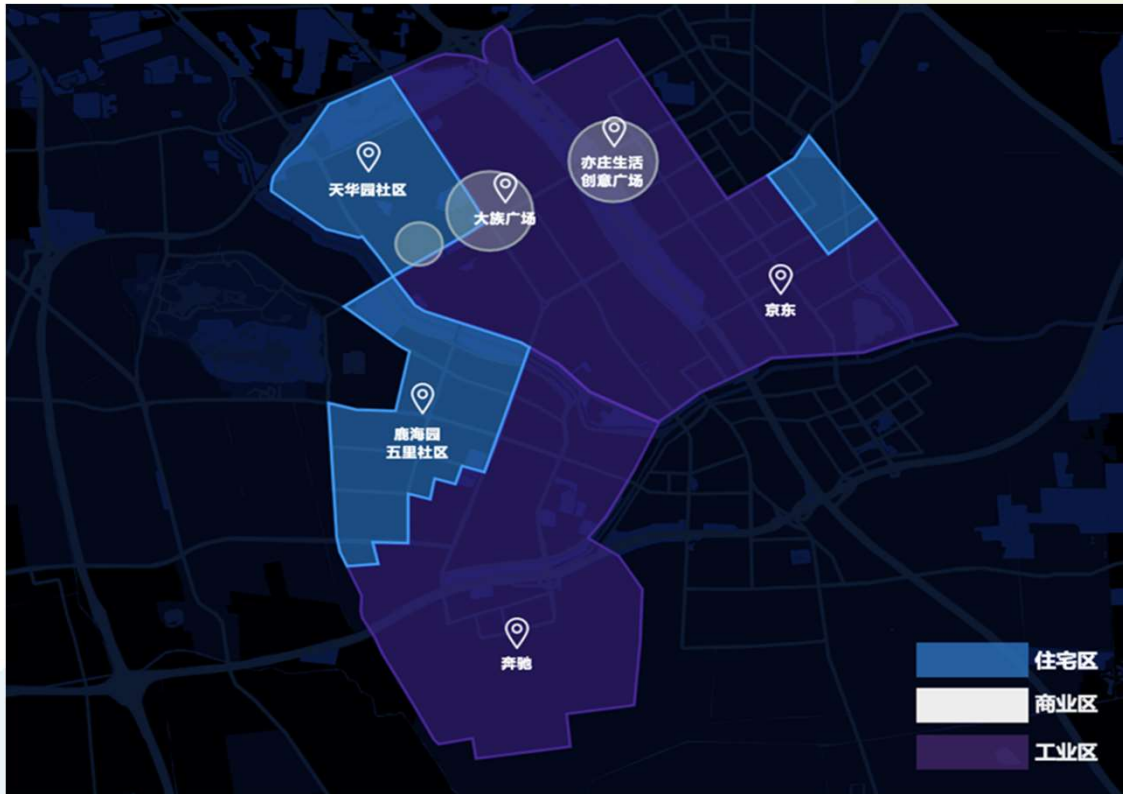 亦庄生活
创意广场
天华园社区
大族广场
京东
鹿海园
五里社区
奔驰
住宅区
商业区
工业区